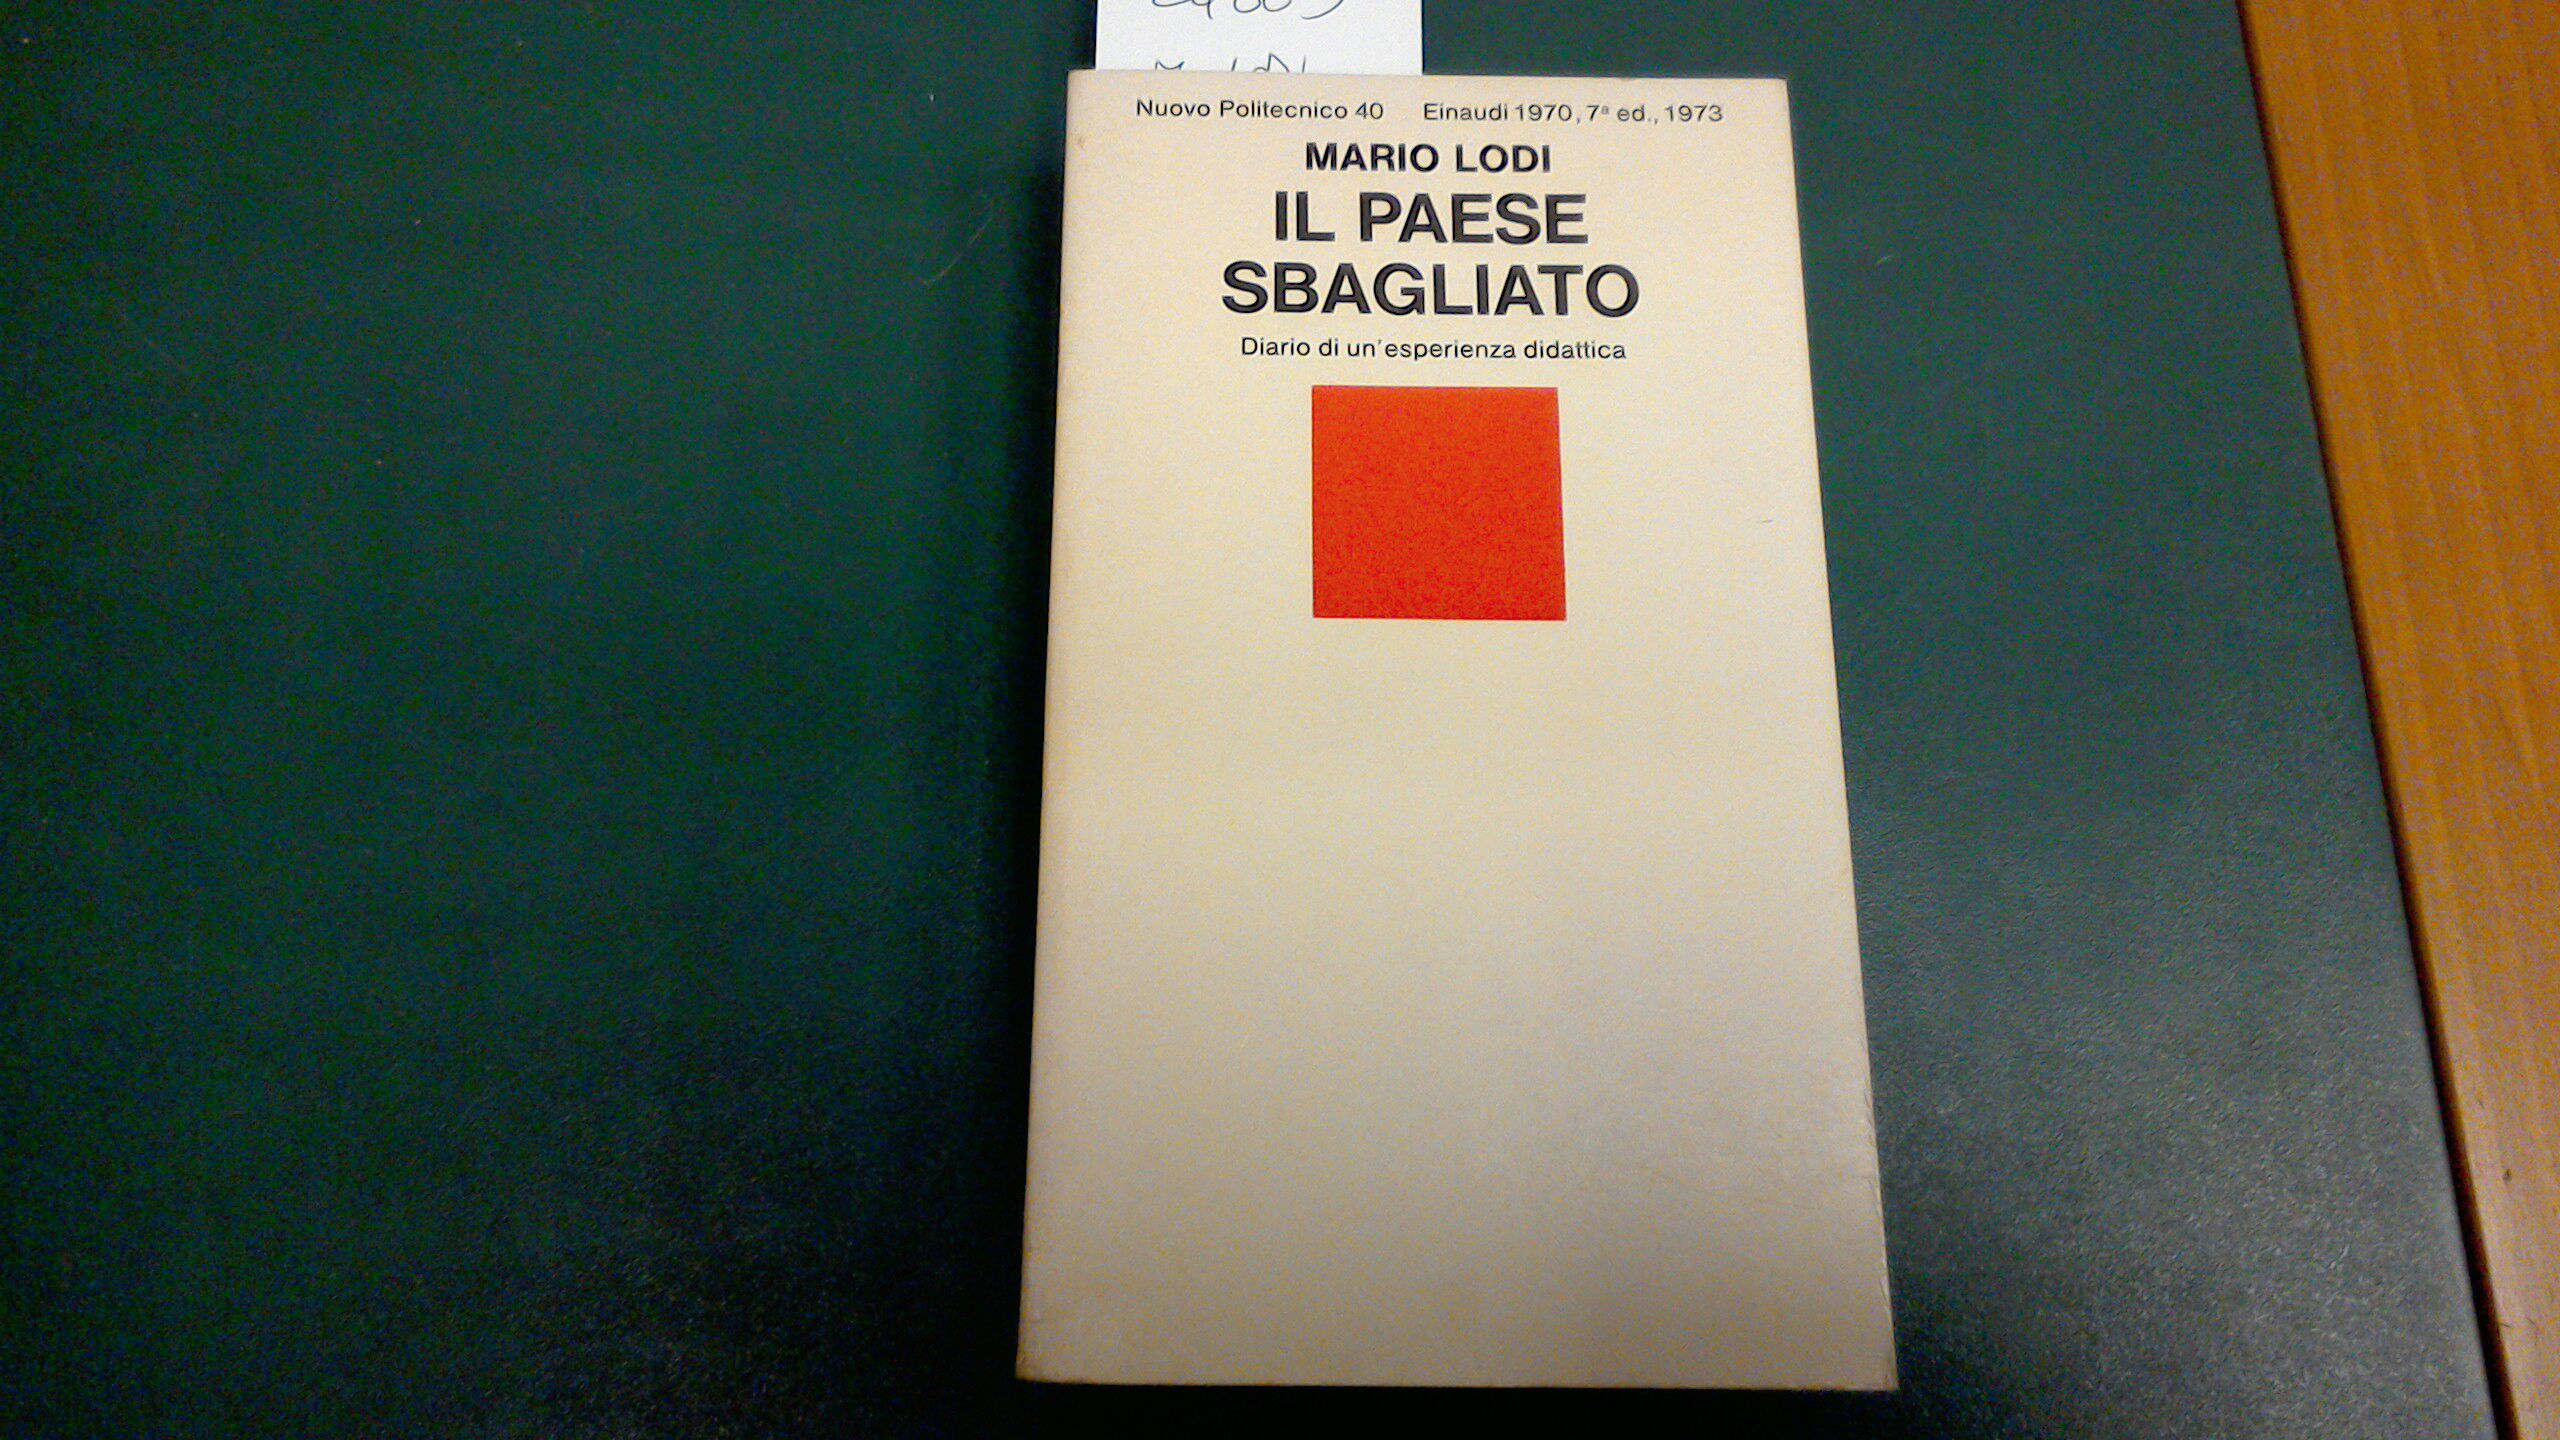 Nuovo Politecnico 40 Einaudi 1970, 7ª ed., 1973
MARIO LODI
IL PAESE
SBAGLIATO
Diario di un'esperienza didattica